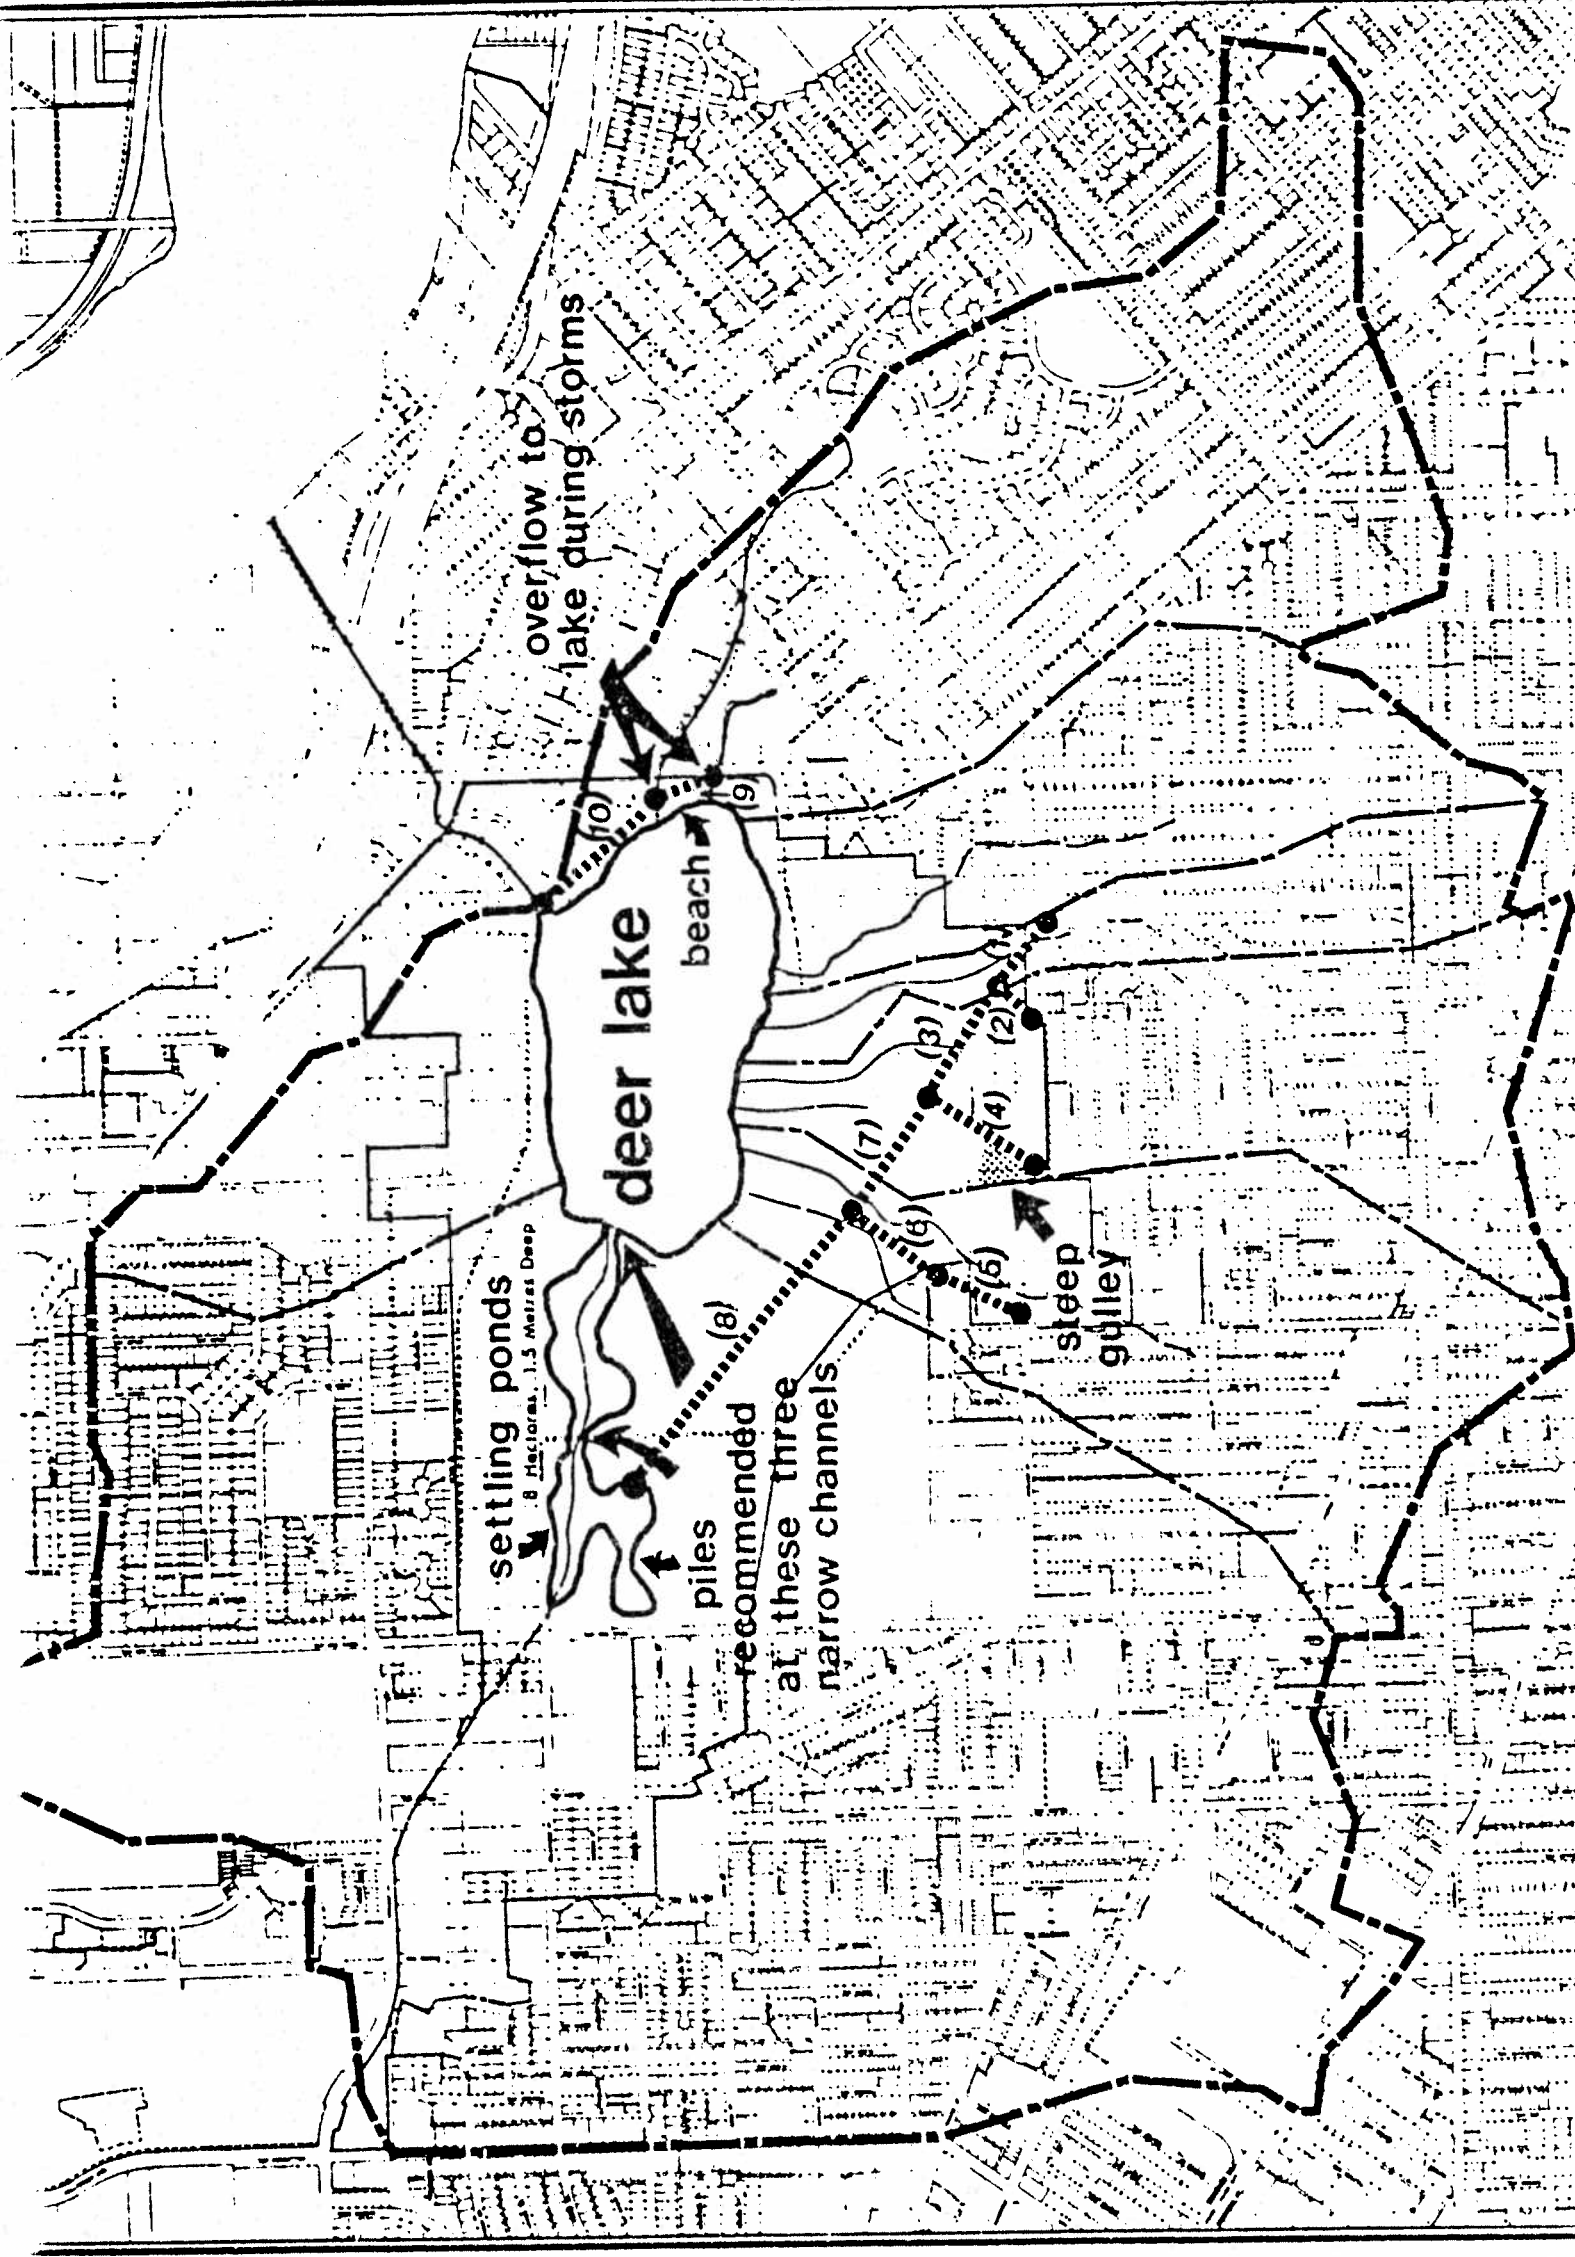 overflow to
lake during storms
(10)
(9)
beach
deer lake
(3)
(2)
(4)
(7)
(6)
(5)
(8)
steep
gulley
settling ponds
8 Hectares, 1.5 Metres Deep
piles
recommended
at these three
narrow channels